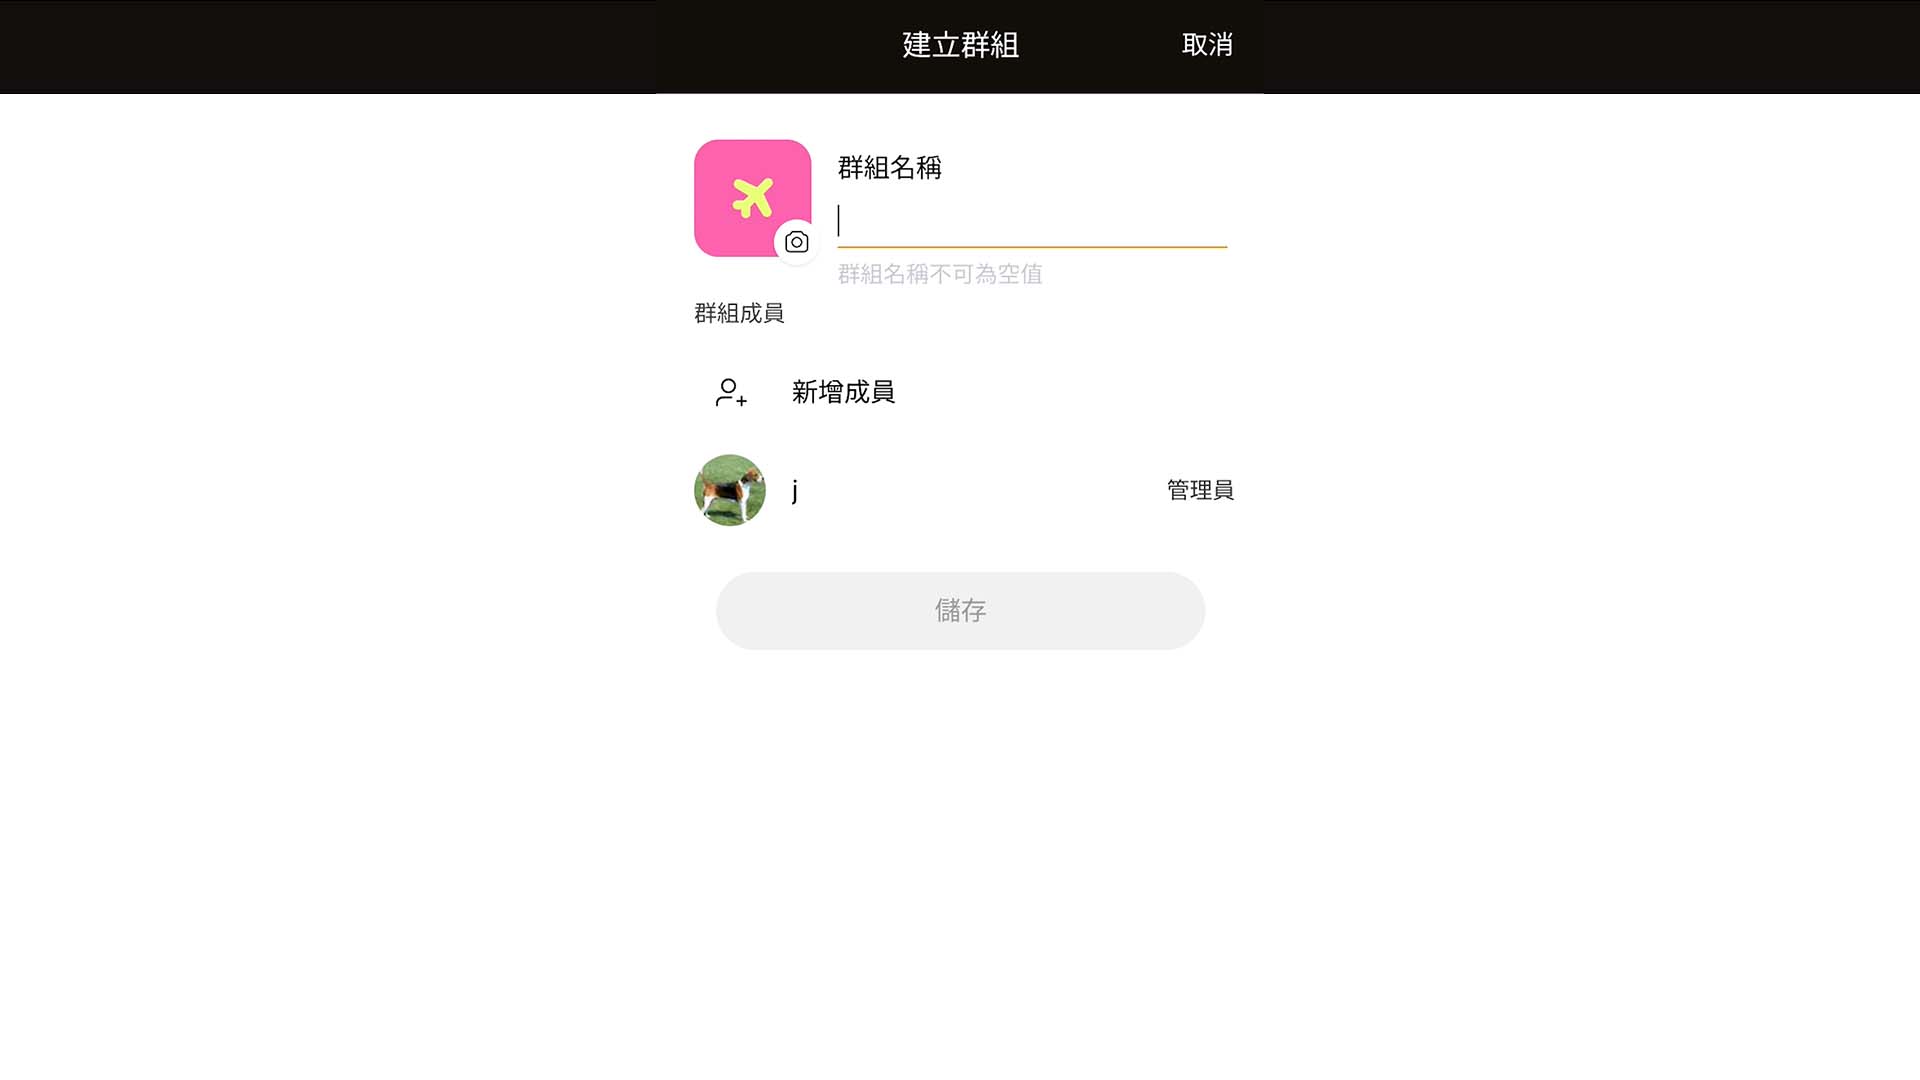 建立群組
取消
群組名稱
群組名稱不可為空值
群組成員
新增成員
j
管理員
儲存